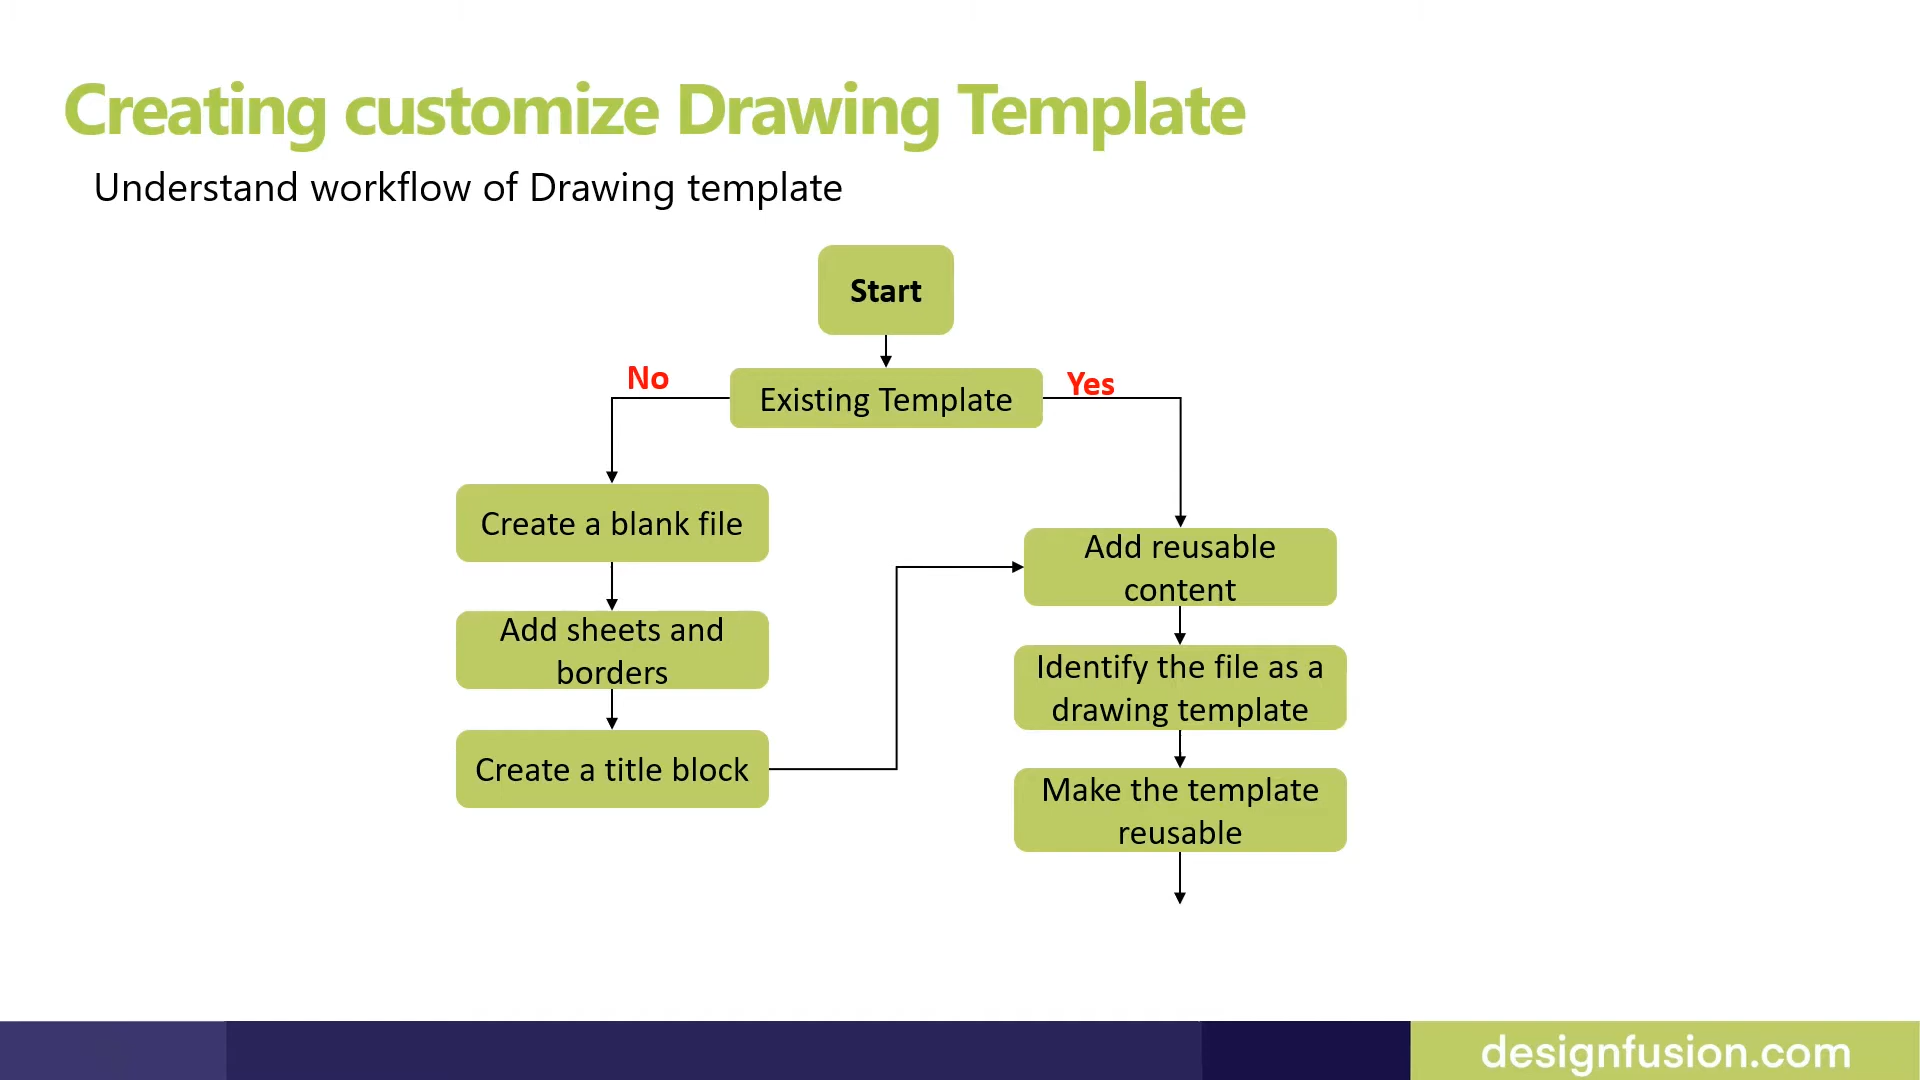 Creating customize Drawing Template
Understand workflow of Drawing template
Start
No
Yes
Existing Template
Create a blank file
Add sheets and
borders
Create a title block
Add reusable
content
Identify the file as a
drawing template
Make the template
reusable
designfusion.com